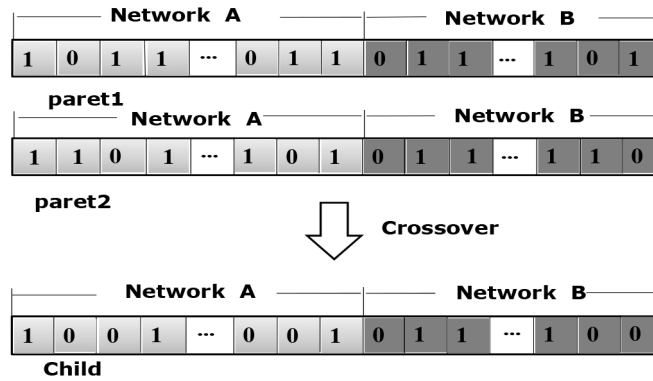 Network A Network B
1 0 1 1 ... 0 1 1 0 1 1 ... 1 0 1
paret1
Network A Network B
1 1 0 1 ... 1 0 1 0 1 1 ... 1 1 0
paret2
Crossover
Network A Network B
1 0 0 1 ... 0 0 1 0 1 1 ... 1 0 0
Child